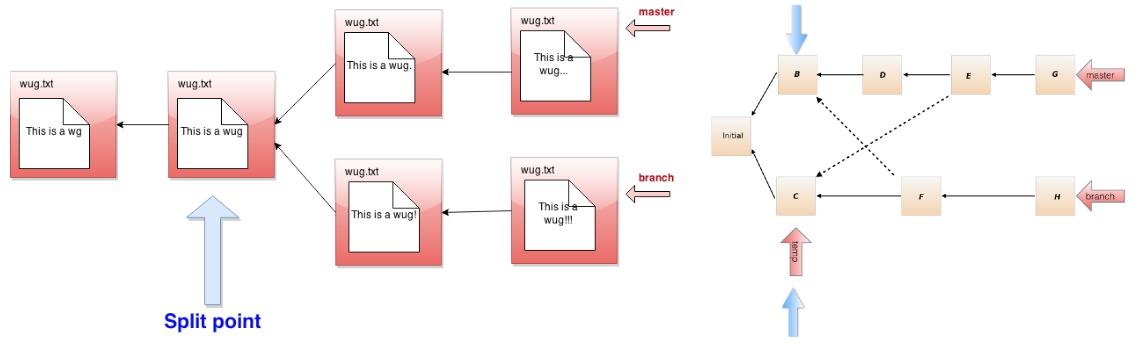 wug.txt
This is a wg
wug.txt
This is a wug
Split point
wug.txt
This is a wug.
wug.txt
This is a
wug...
master
wug.txt
This is a wug!
wug.txt
This is a
wug!!!
branch
B
D
E
G
master
Initial
C
F
H
branch
temp